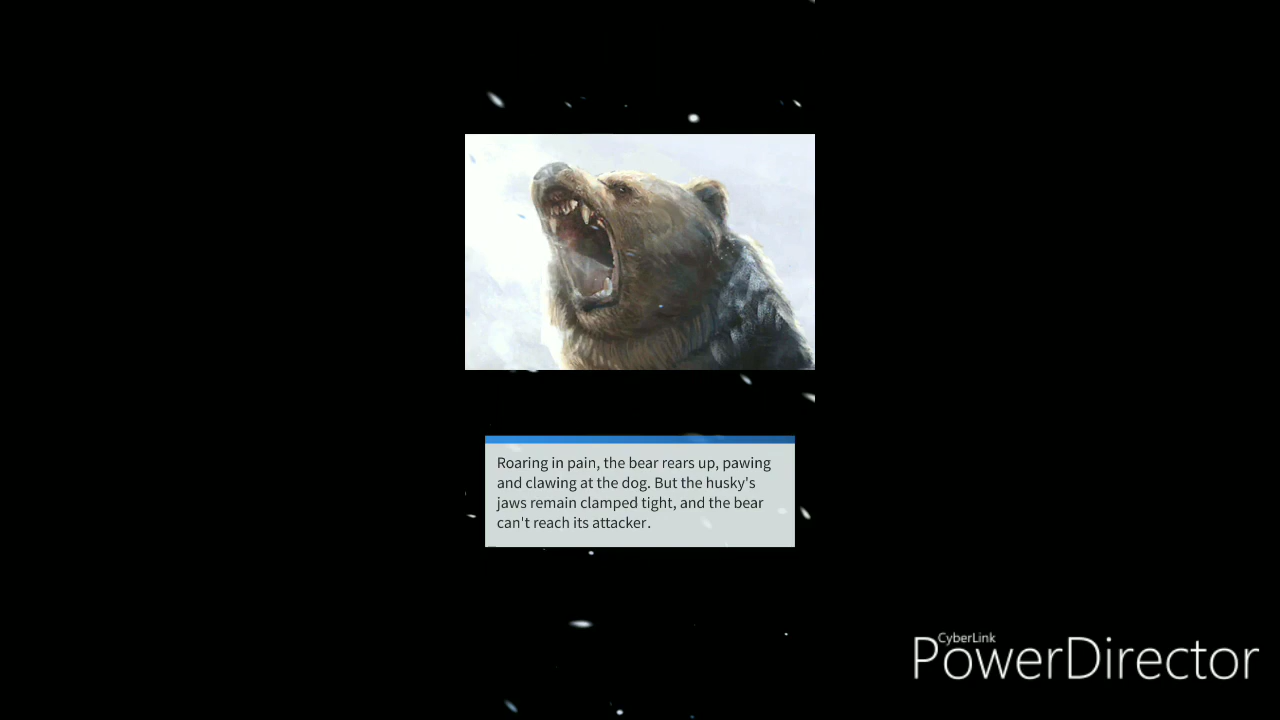 Roaring in pain, the bear rears up, pawing
and clawing at the dog. But the husky's
jaws remain clamped tight, and the bear
can't reach its attacker.
CyberLink
PowerDirector